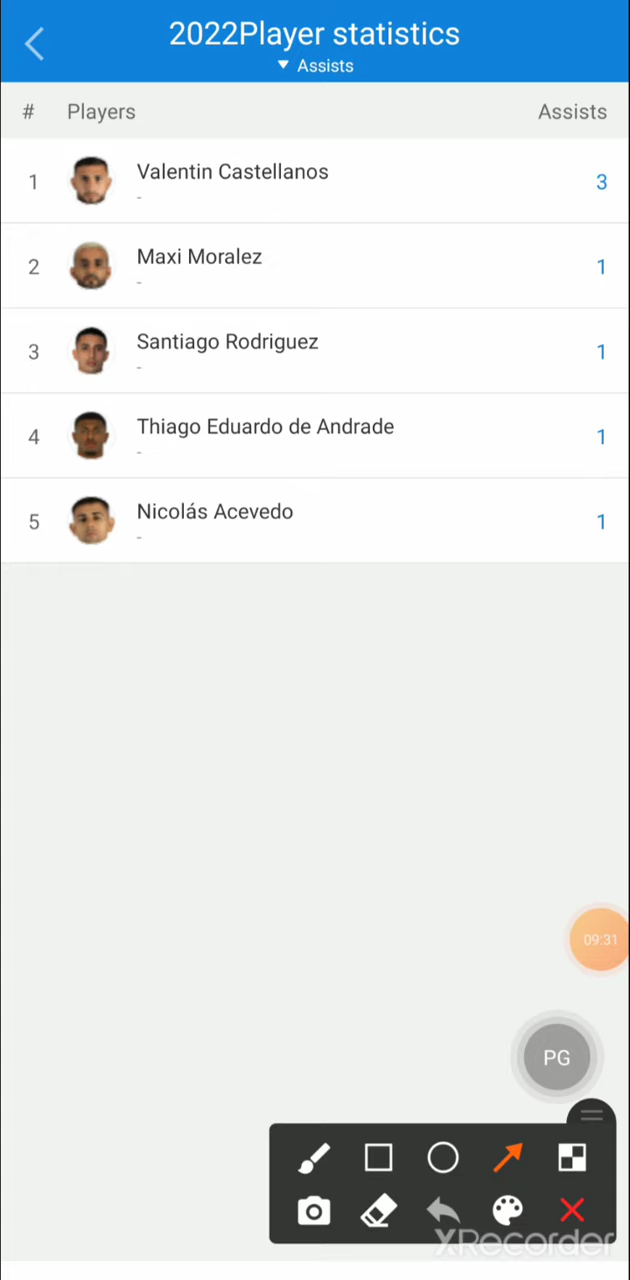 2022Player statistics
▼ Assists
# Players Assists
1 Valentin Castellanos 3
-
2 Maxi Moralez 1
-
3 Santiago Rodriguez 1
-
4 Thiago Eduardo de Andrade 1
-
5 Nicolás Acevedo 1
-
09:31
PG
XRecorder